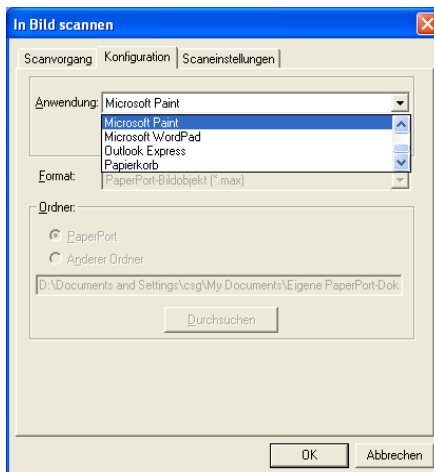 In Bild scannen
Scanvorgang Konfiguration Scaneinstellungen
Anwendung: Microsoft Paint
Microsoft Paint
Microsoft WordPad
Outlook Express
Papierkorb
Format: PaperPort-Bildobjekt (*.max)
Ordner:
PaperPort
Anderer Ordner
D:\Documents and Settings\csg\My Documents\Eigene PaperPort-Dok
Durchsuchen
OK Abbrechen